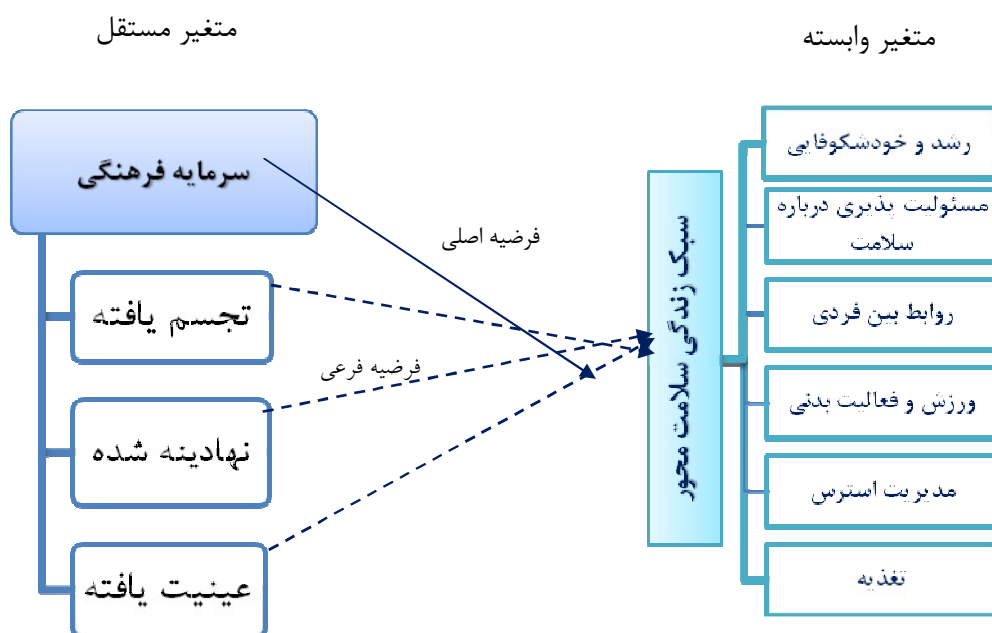 متغیر مستقل
متغیر وابسته
سرمایه فرهنگی
تجسم یافته
نهادینه شده
عینیت یافته
فرضیه اصلی
فرضیه فرعی
سبک زندگی سلامت محور
رشد و خودشکوفایی
مسئولیت پذیری درباره
سلامت
روابط بین فردی
ورزش و فعالیت بدنی
مدیریت استرس
تغذیه